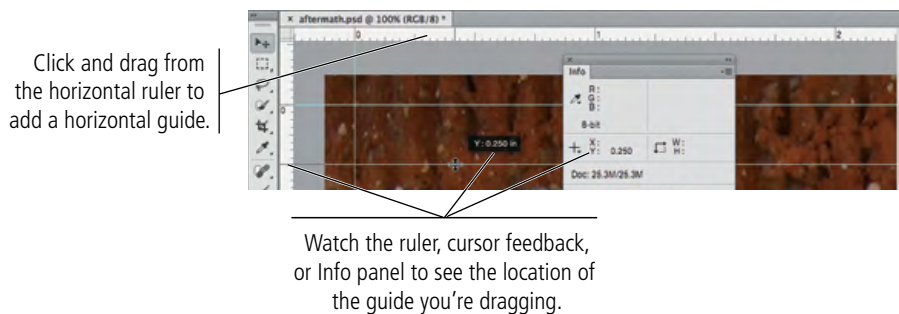 × aftermath.psd @ 100% (RGB/8) *
0 1 2
Click and drag from
the horizontal ruler to
add a horizontal guide.
0
Info
R:
G:
B:
8-bit
X:
Y: 0.250
W:
H:
Doc: 25.3M/25.3M
Y: 0.250 in
Watch the ruler, cursor feedback,
or Info panel to see the location of
the guide you’re dragging.